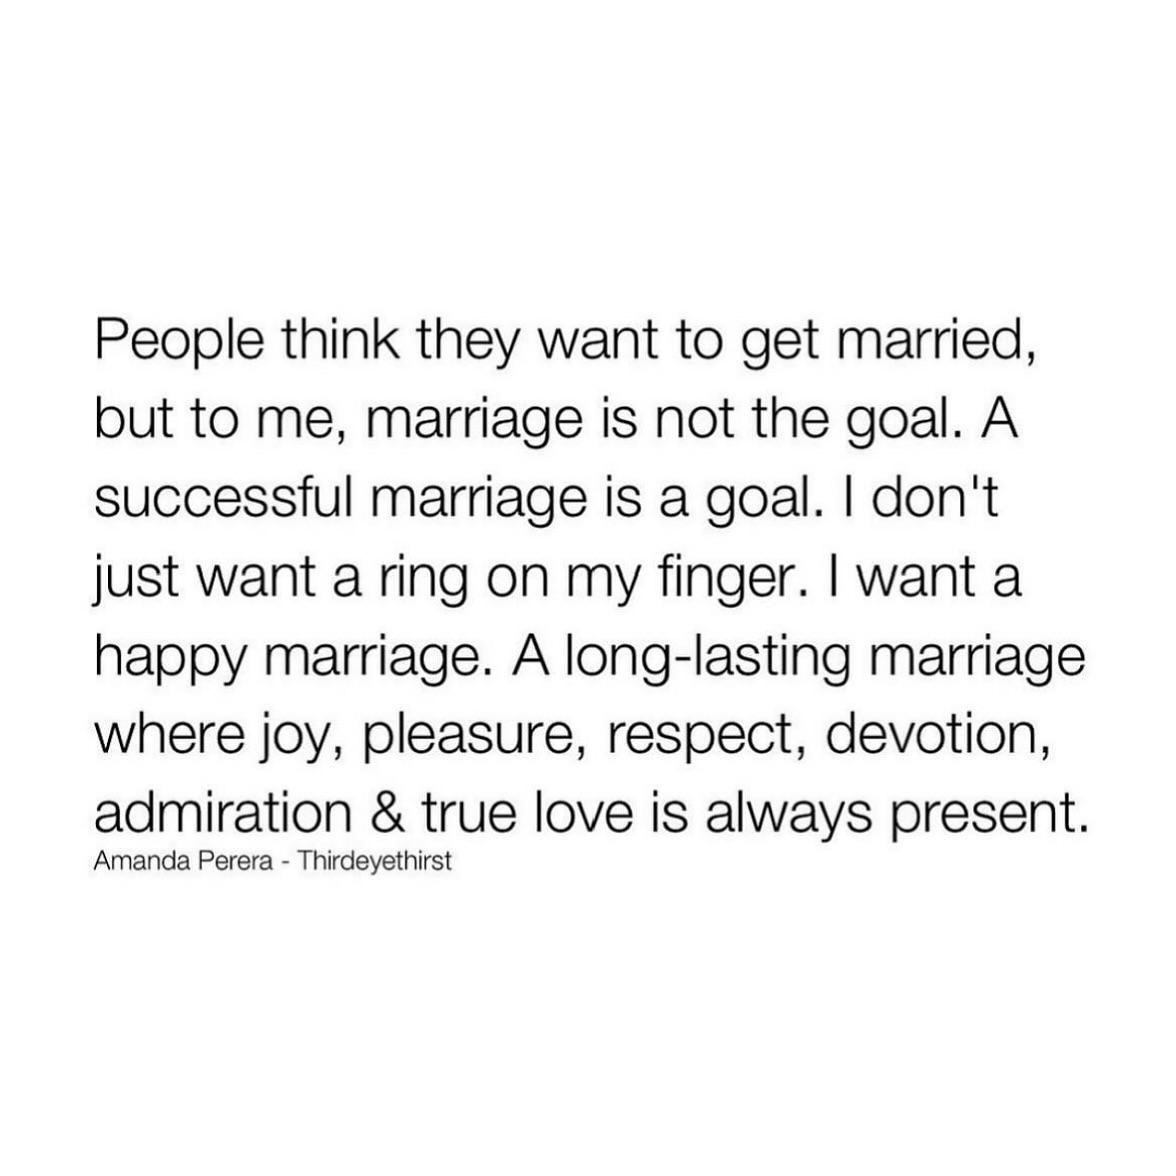 People think they want to get married,
but to me, marriage is not the goal. A
successful marriage is a goal. I don't
just want a ring on my finger. I want a
happy marriage. A long-lasting marriage
where joy, pleasure, respect, devotion,
admiration & true love is always present.
Amanda Perera - Thirdeyethirst